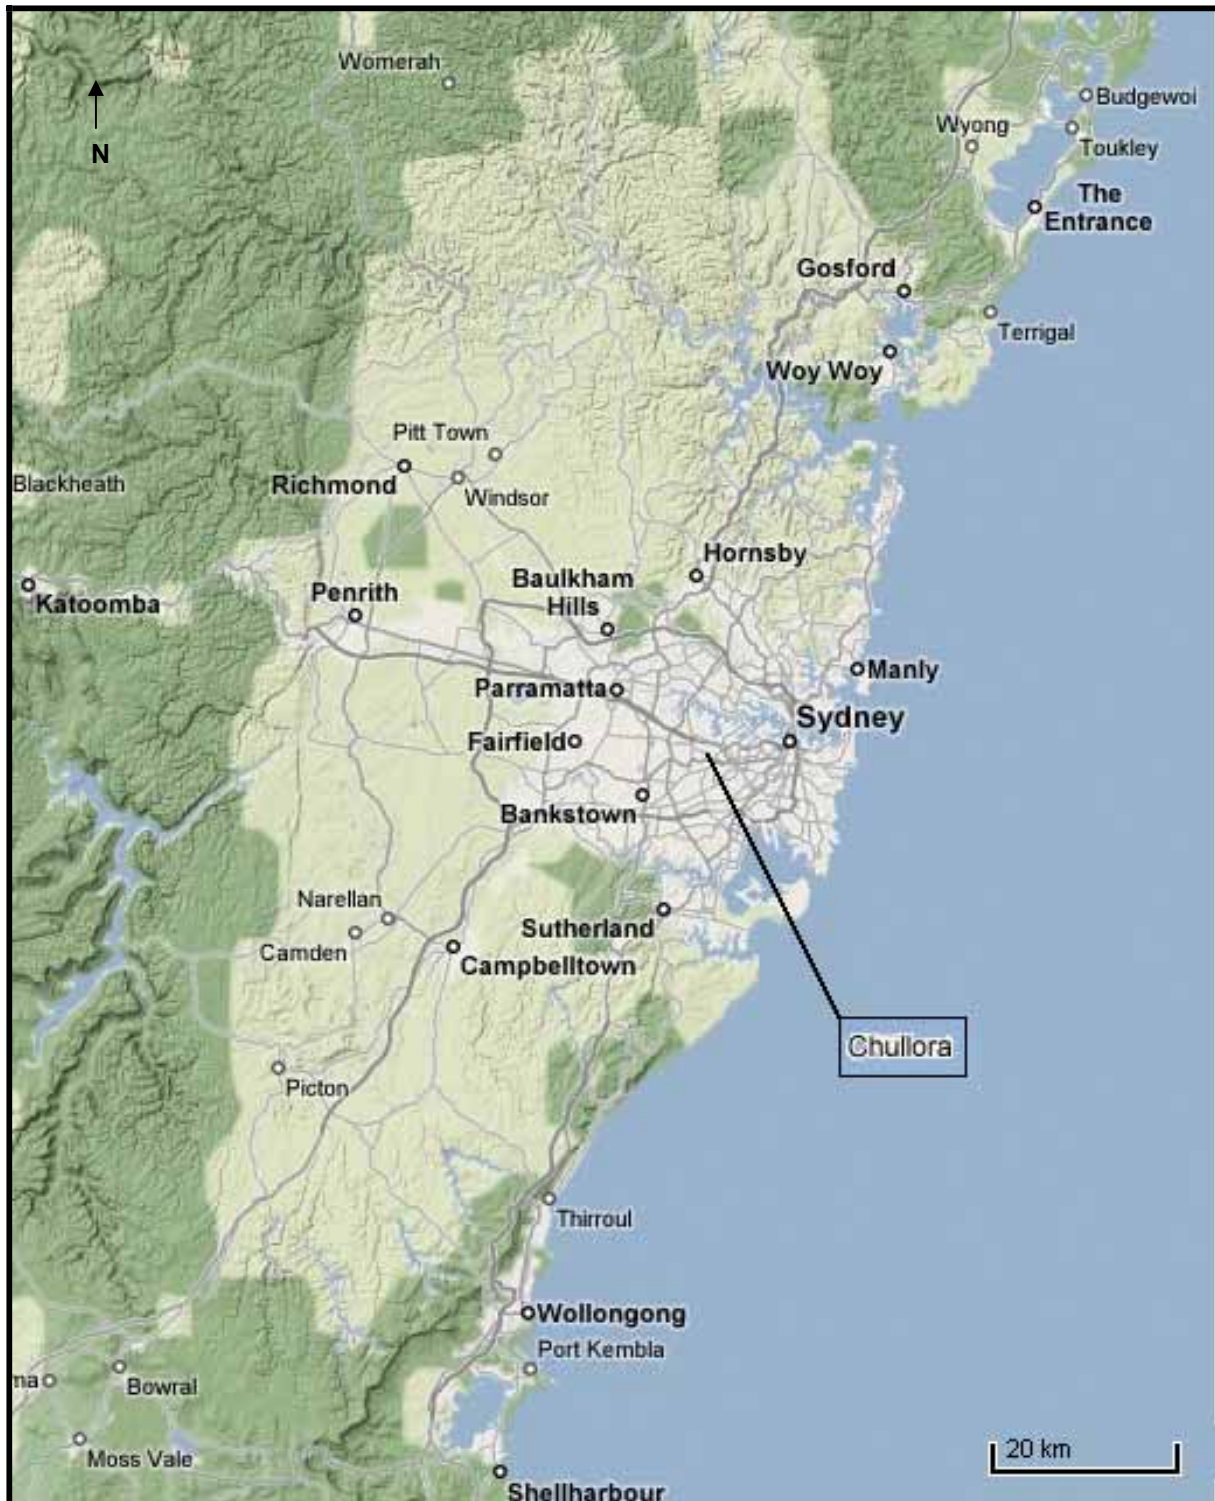 Womerah
N
Budgewoi
Wyong
Toukley
The
Entrance
Gosford
Terrigal
Woy Woy
Pitt Town
Blackheath
Richmond
Windsor
Hornsby
Baulkham
Hills
Penrith
Katoomba
Manly
Parramatta
Sydney
Fairfield
Bankstown
Narellan
Sutherland
Camden
Campbelltown
Chullora
Picton
Thirroul
Wollongong
Port Kembla
ma
Bowral
20 km
Moss Vale
Shellharbour